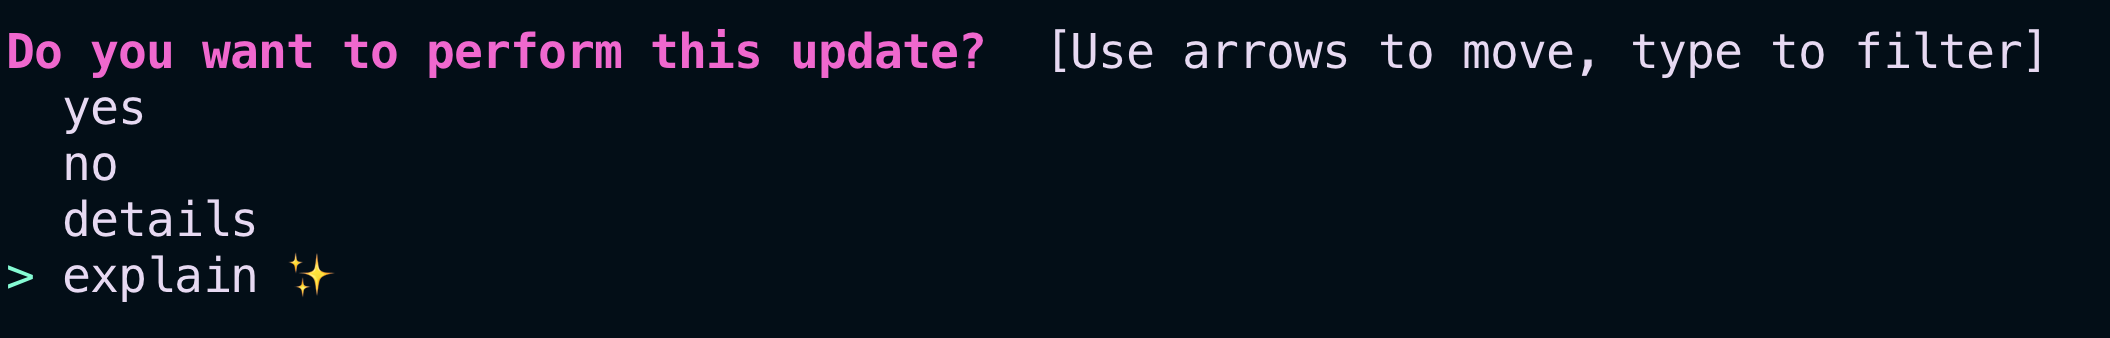 Do you want to perform this update?  [Use arrows to move, type to filter]
  yes
  no
  details
> explain ✨